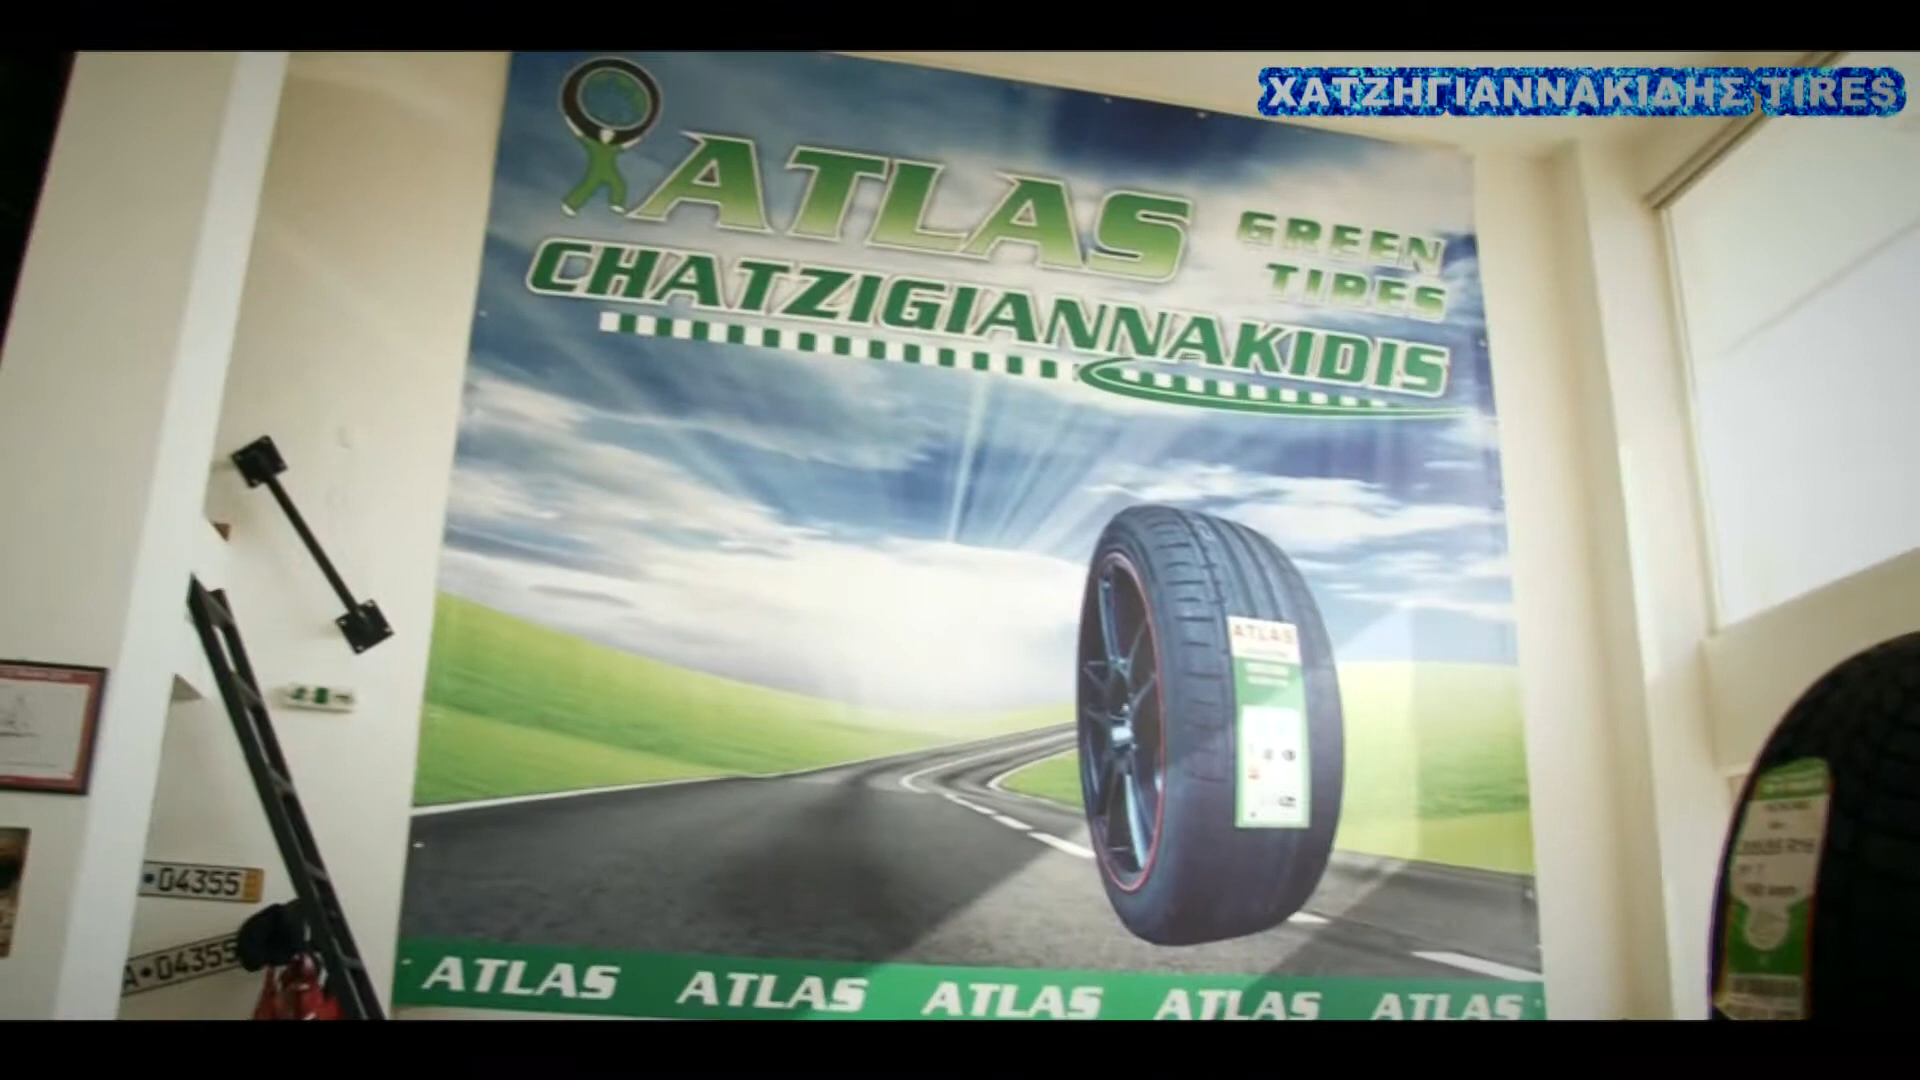 ΧΑΤΖΗΓΙΑΝΝΑΚΙΔΗΣ TIRES
ATLAS GREEN TIRES
CHATZIGIANNAKIDIS
ATLAS
04355
A•04355
ATLAS ATLAS ATLAS ATLAS ATLAS